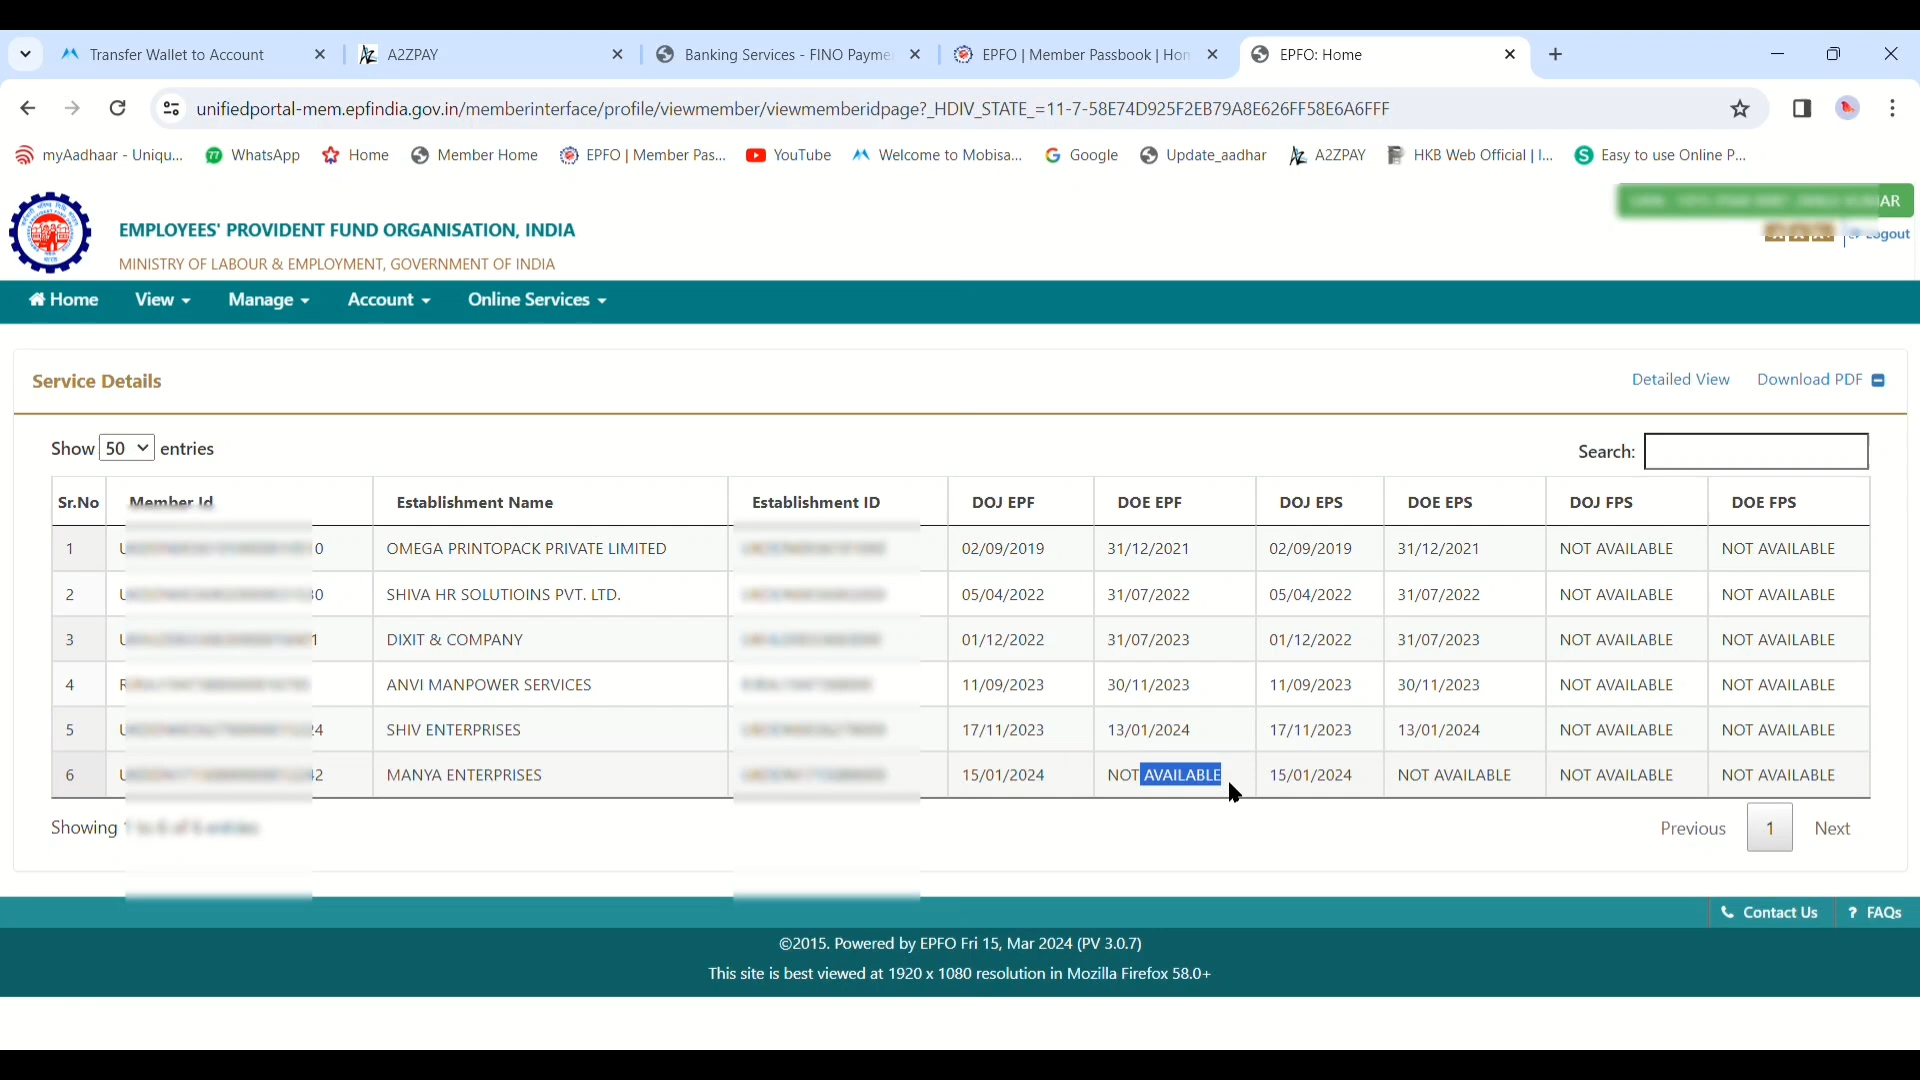 Transfer Wallet to Account
A2ZPAY
Banking Services - FINO Payme
EPFO | Member Passbook | Hon
EPFO: Home
unifiedportal-mem.epfindia.gov.in/memberinterface/profile/viewmember/viewmemberidpage?_HDIV_STATE_=11-7-58E74D925F2EB79A8E626FF58E6A6FFF
myAadhaar - Uniqu...
WhatsApp
Home
Member Home
EPFO | Member Pas...
YouTube
Welcome to Mobisa...
Google
Update_aadhar
A2ZPAY
HKB Web Official | I...
Easy to use Online P...
EMPLOYEES' PROVIDENT FUND ORGANISATION, INDIA
MINISTRY OF LABOUR & EMPLOYMENT, GOVERNMENT OF INDIA
AR
Logout
Home View Manage Account Online Services
Service Details
Detailed View Download PDF
Show 50 entries
Search:
Sr.No Member Id Establishment Name Establishment ID DOJ EPF DOE EPF DOJ EPS DOE EPS DOJ FPS DOE FPS
1 OMEGA PRINTOPACK PRIVATE LIMITED 02/09/2019 31/12/2021 02/09/2019 31/12/2021 NOT AVAILABLE NOT AVAILABLE
2 SHIVA HR SOLUTIOINS PVT. LTD. 05/04/2022 31/07/2022 05/04/2022 31/07/2022 NOT AVAILABLE NOT AVAILABLE
3 DIXIT & COMPANY 01/12/2022 31/07/2023 01/12/2022 31/07/2023 NOT AVAILABLE NOT AVAILABLE
4 ANVI MANPOWER SERVICES 11/09/2023 30/11/2023 11/09/2023 30/11/2023 NOT AVAILABLE NOT AVAILABLE
5 SHIV ENTERPRISES 17/11/2023 13/01/2024 17/11/2023 13/01/2024 NOT AVAILABLE NOT AVAILABLE
6 MANYA ENTERPRISES 15/01/2024 NOT AVAILABLE 15/01/2024 NOT AVAILABLE NOT AVAILABLE NOT AVAILABLE
Showing
Previous 1 Next
Contact Us
? FAQs
©2015. Powered by EPFO Fri 15, Mar 2024 (PV 3.0.7)
This site is best viewed at 1920 x 1080 resolution in Mozilla Firefox 58.0+